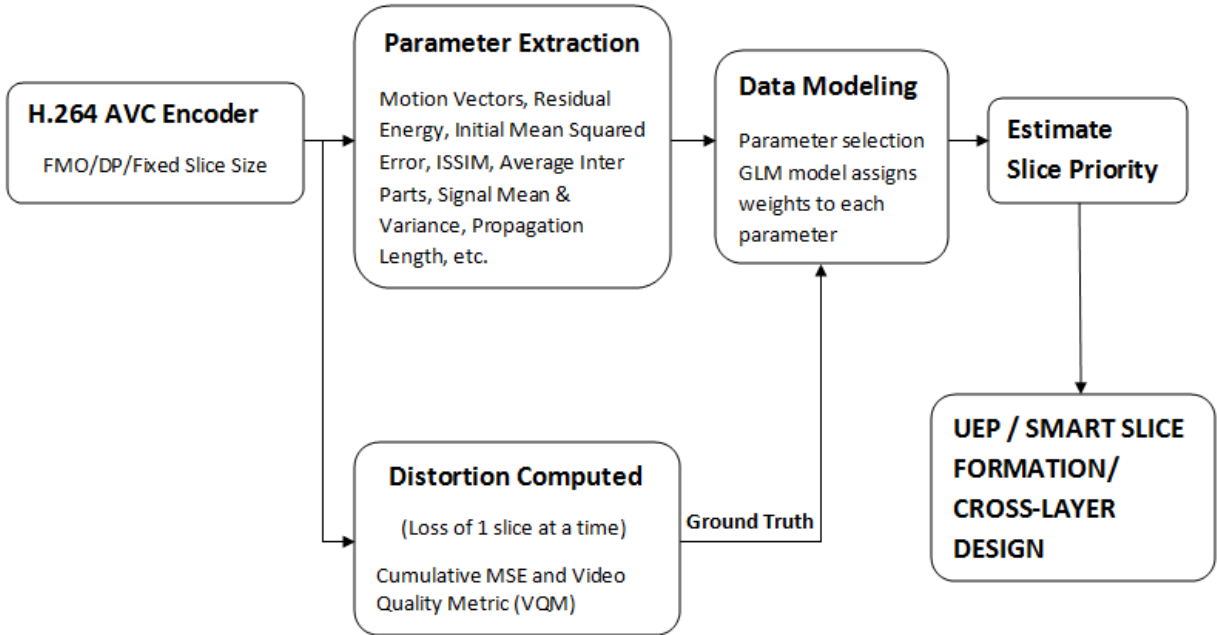 H.264 AVC Encoder
FMO/DP/Fixed Slice Size
Parameter Extraction
Motion Vectors, Residual
Energy, Initial Mean Squared
Error, ISSIM, Average Inter
Parts, Signal Mean &
Variance, Propagation
Length, etc.
Data Modeling
Parameter selection
GLM model assigns
weights to each
parameter
Estimate
Slice Priority
Distortion Computed
(Loss of 1 slice at a time)
Cumulative MSE and Video
Quality Metric (VQM)
Ground Truth
UEP / SMART SLICE
FORMATION/
CROSS-LAYER
DESIGN